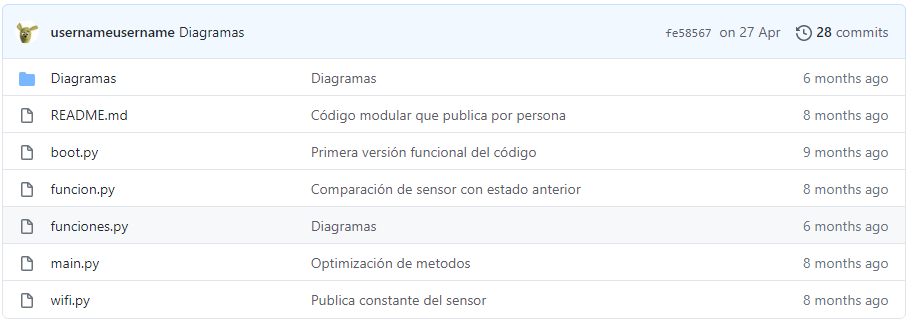 usernameusername Diagramas fe58567 on 27 Apr 28 commits
Diagramas Diagramas 6 months ago
README.md Código modular que publica por persona 8 months ago
boot.py Primera versión funcional del código 9 months ago
funcion.py Comparación de sensor con estado anterior 8 months ago
funciones.py Diagramas 6 months ago
main.py Optimización de metodos 8 months ago
wifi.py Publica constante del sensor 8 months ago